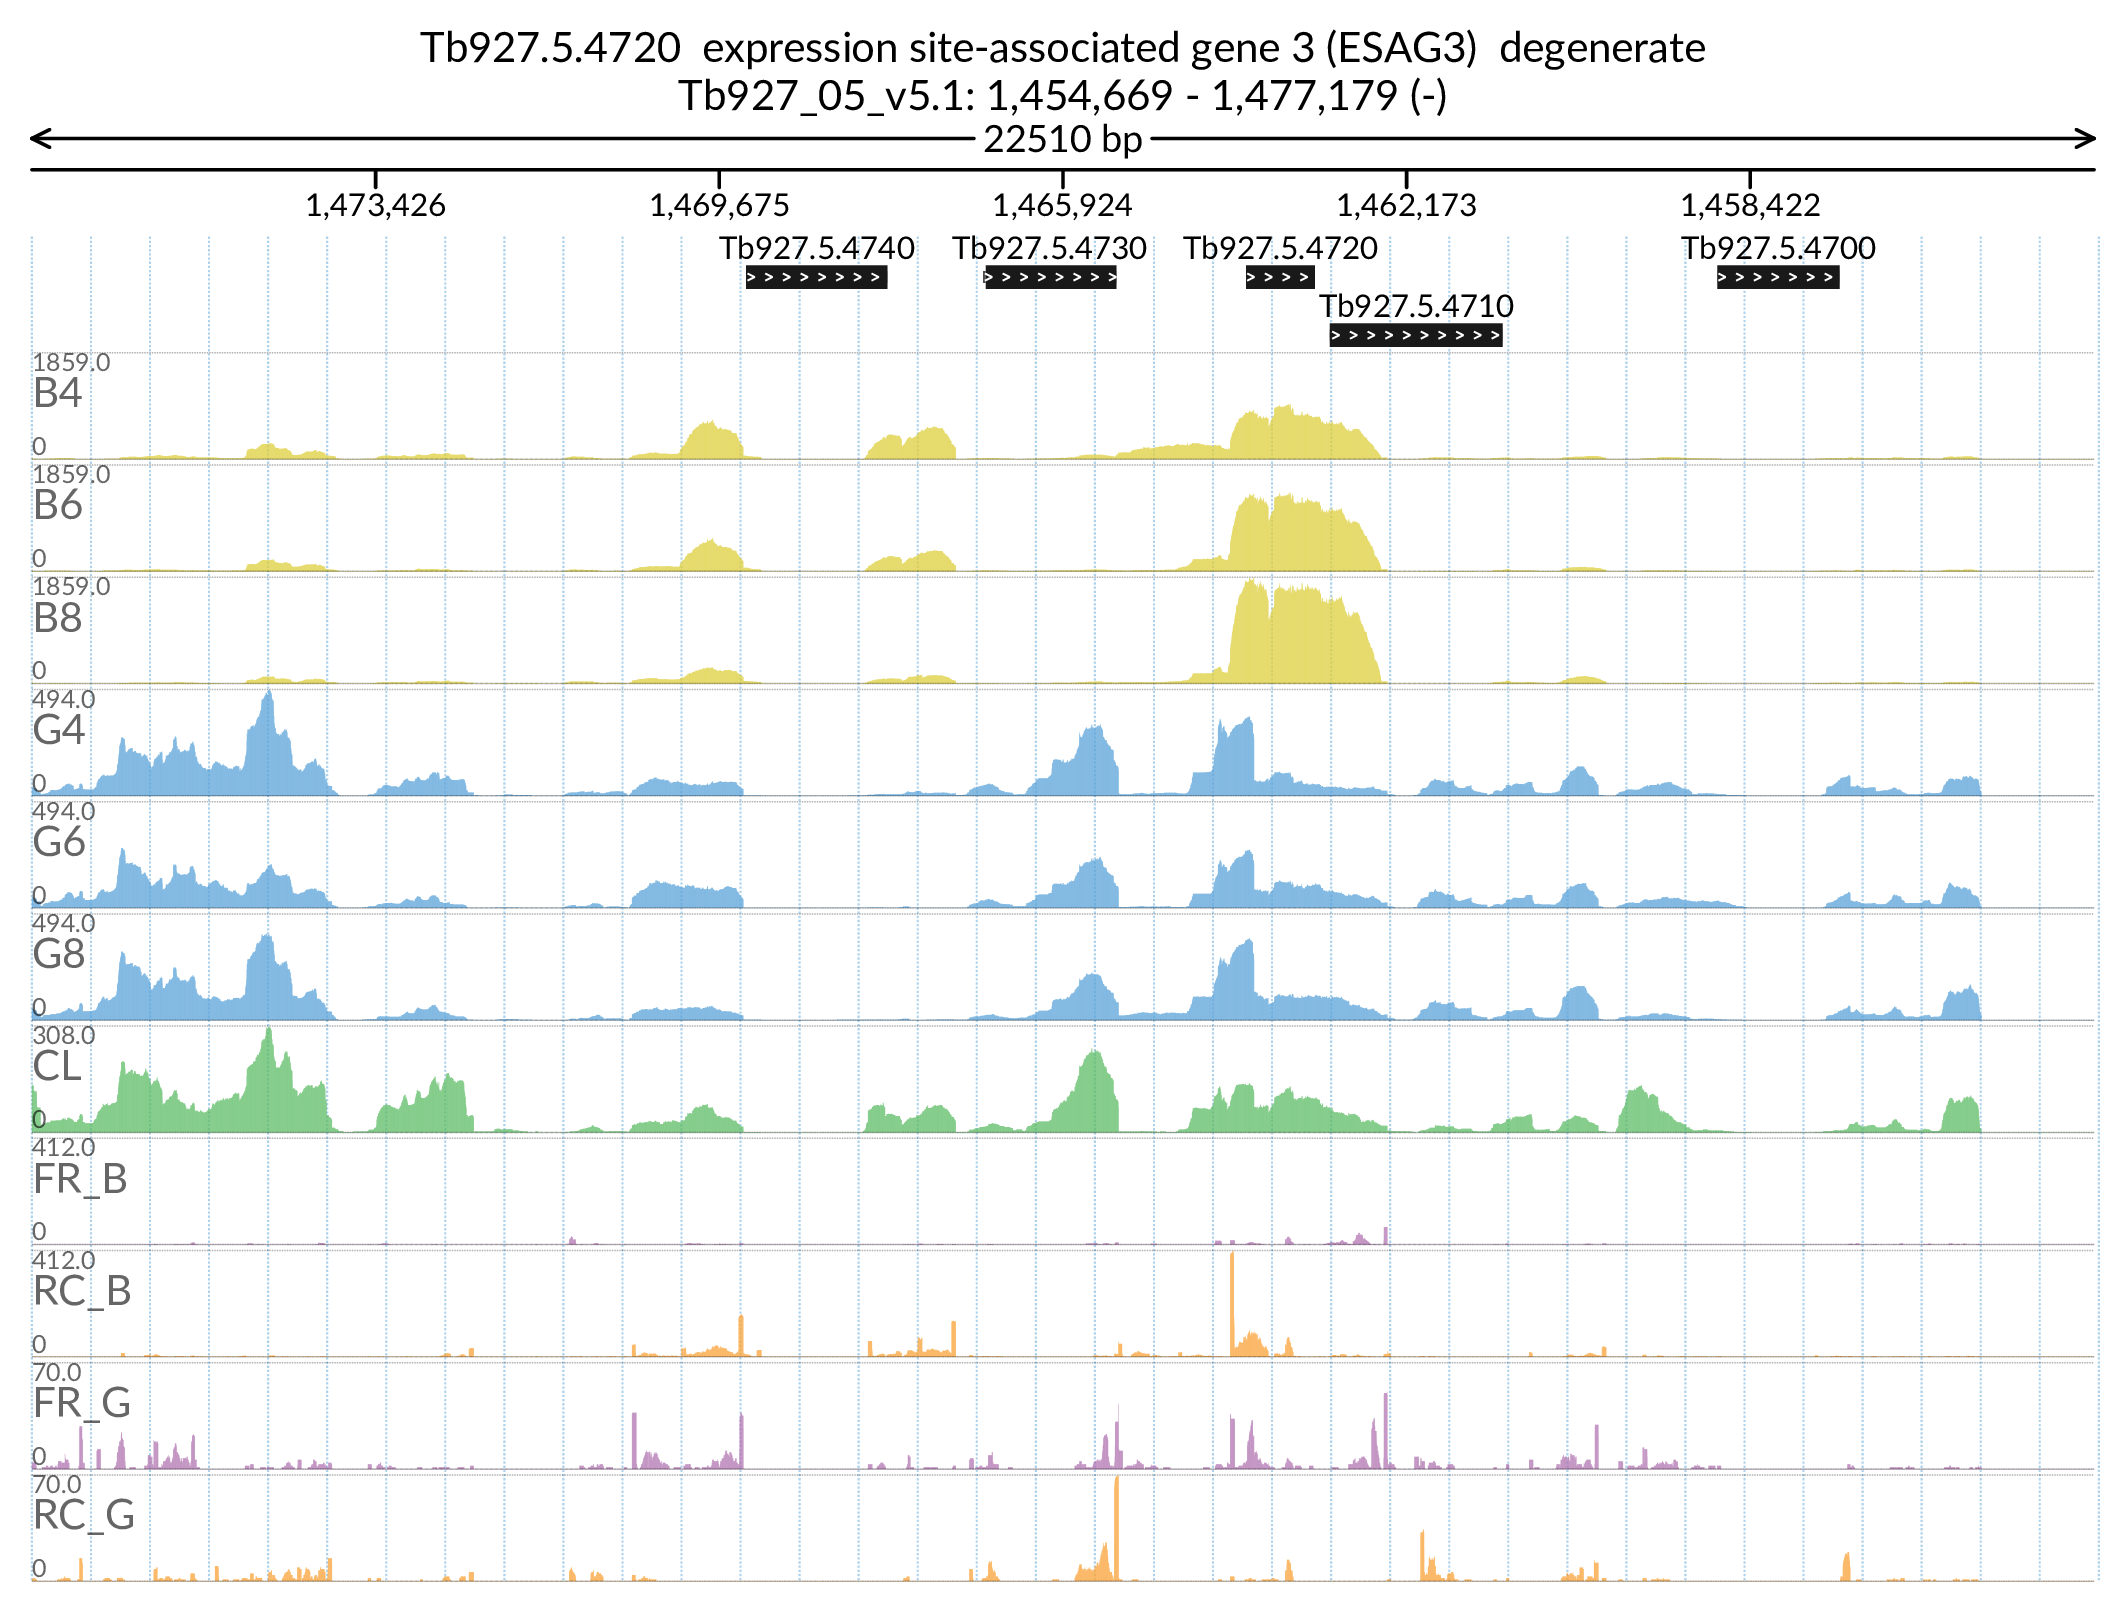 Tb927.5.4720 expression site-associated gene 3 (ESAG3) degenerate
Tb927_05_v5.1: 1,454,669 - 1,477,179 (-)
22510 bp
1,473,426 1,469,675 1,465,924 1,462,173 1,458,422
Tb927.5.4740 Tb927.5.4730 Tb927.5.4720 Tb927.5.4700
Tb927.5.4710
1859.0
B4
0
1859.0
B6
0
1859.0
B8
0
494.0
G4
0
494.0
G6
0
494.0
G8
0
308.0
CL
0
412.0
FR_B
0
412.0
RC_B
0
70.0
FR_G
0
70.0
RC_G
0